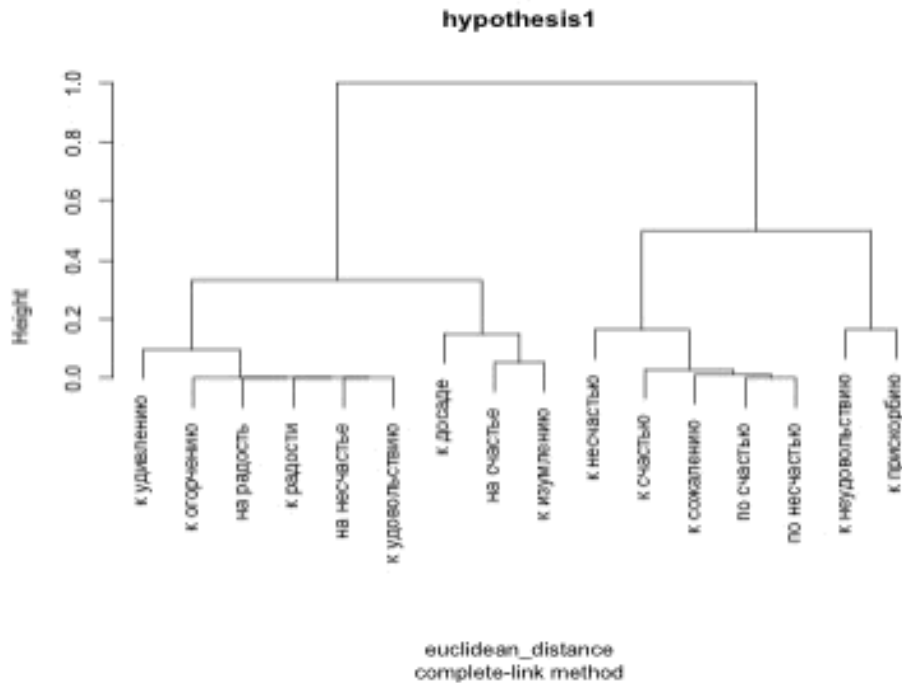 hypothesis1
Height
1.0
0.8
0.6
0.4
0.2
0.0
к удивлению
к огорчению
на радость
к радости
на несчастье
к удовольствию
к досаде
на счастье
к изумлению
к несчастью
к счастью
к сожалению
по счастью
по несчастью
к неудовольствию
к прискорбию
euclidean_distance
complete-link method